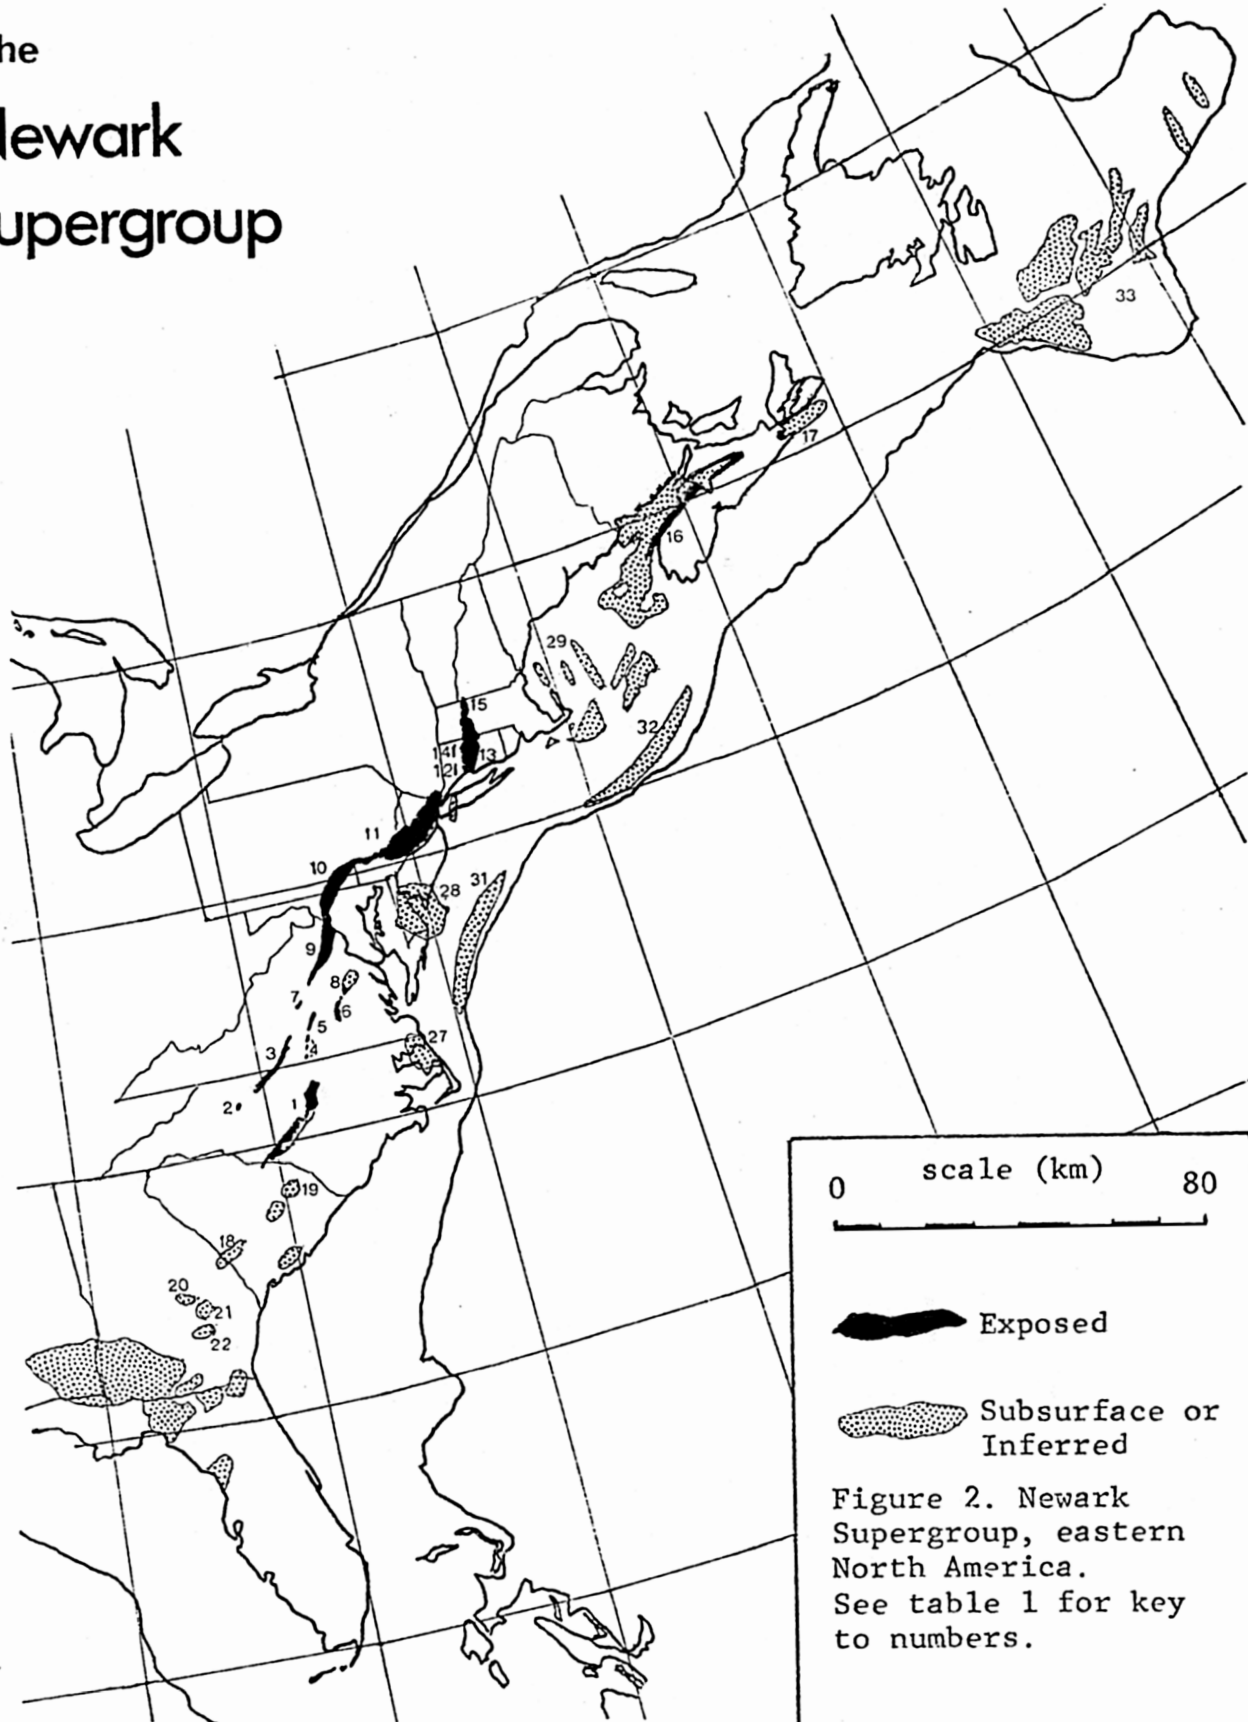 he
lewark
upergroup
33
17
16
29
15
32
14
13
12
11
10
28
31
9
8
7
6
5
27
3
4
2
1
19
18
20
21
22
scale (km)
0 80
Exposed
Subsurface or
Inferred
Figure 2. Newark
Supergroup, eastern
North America.
See table 1 for key
to numbers.